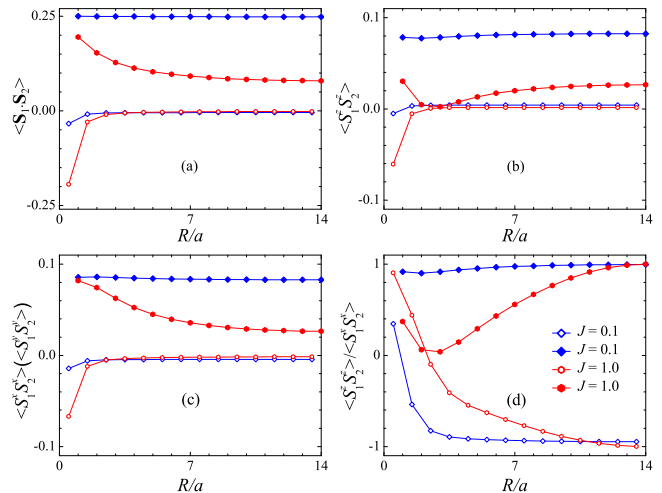 0.25
0.00
-0.25
<S₁·S₂>
(a)
0
7
14
R/a
0.1
0.0
-0.1
<S₁ᶻS₂ᶻ>
(b)
0
7
14
R/a
0.1
0.0
-0.1
<S₁ˣS₂ˣ>(<S₁ʸS₂ʸ>)
(c)
0
7
14
R/a
1
0
-1
<S₁ᶻS₂ᶻ>/<S₁ˣS₂ˣ>
J = 0.1
J = 0.1
J = 1.0
J = 1.0
(d)
0
7
14
R/a